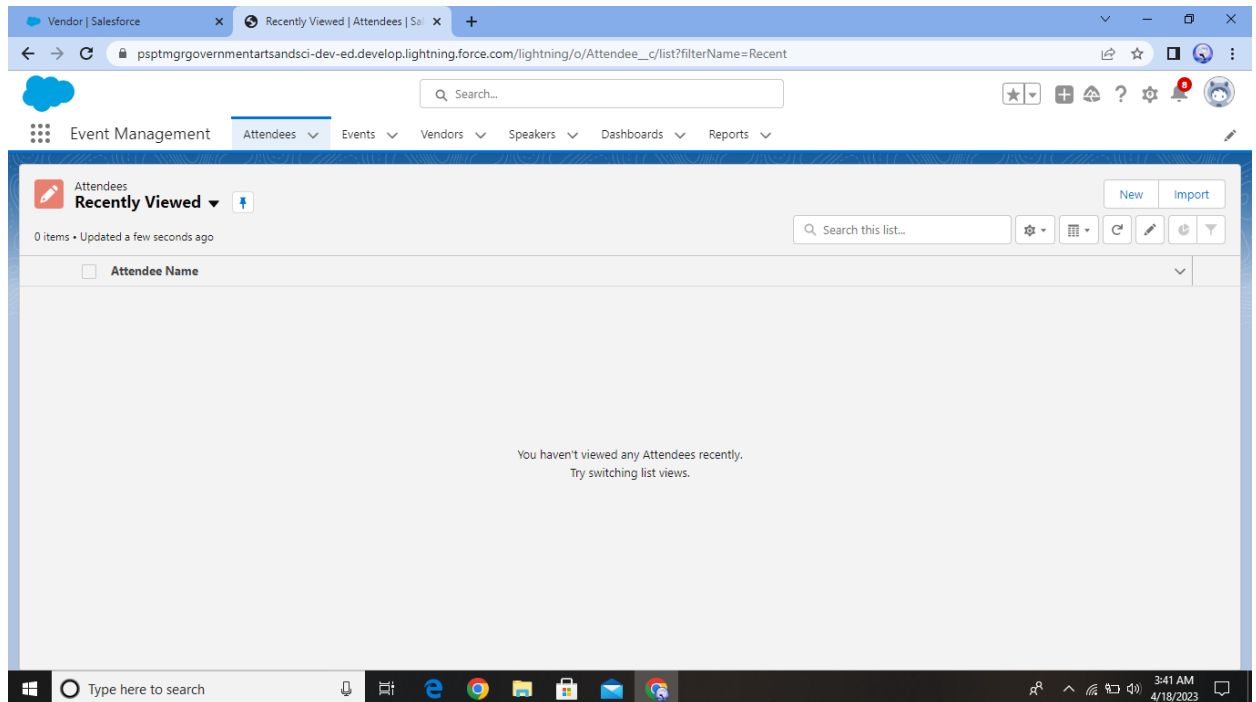 Vendor | Salesforce
Recently Viewed | Attendees | Sal
psptmgrgovernmentartsandsci-dev-ed.develop.lightning.force.com/lightning/o/Attendee__c/list?filterName=Recent
Search...
8
Event Management Attendees Events Vendors Speakers Dashboards Reports
Attendees
Recently Viewed
New Import
0 items • Updated a few seconds ago
Search this list...
Attendee Name
You haven't viewed any Attendees recently.
Try switching list views.
Type here to search
3:41 AM
4/18/2023